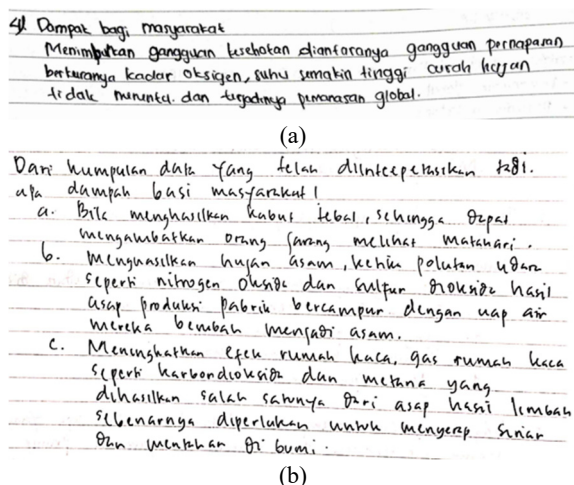 4. Dampak bagi masyarakat
Menimbulkan gangguan kesehatan diantaranya gangguan pernapasan
berkurangnya kadar oksigen, suhu semakin tinggi curah hujan
tidak menentu. dan terjadinya pemanasan global.
(a)
Dari kumpulan data yang telah diintcepetasikan tadi.
apa dampak bagi masyarakat!
a. Bila menghasilkan kabut tebal, sehingga dapat
mengambatkan orang jarang melihat matahari.
b. Menghasilkan hujan asam, ketika polutan udara
seperti nitrogen oksida dan sulfur dioksida hasil
asap produksi pabrik bercampur dengan uap air
mereka berubah menjadi asam.
c. Meningkatkan efek rumah kaca, gas rumah kaca
seperti karbondioksida dan metana yang
dihasilkan salah satunya dari asap hasil limbah
sebenarnya diperlukan untuk menyerap sinar
dan menahan di bumi.
(b)